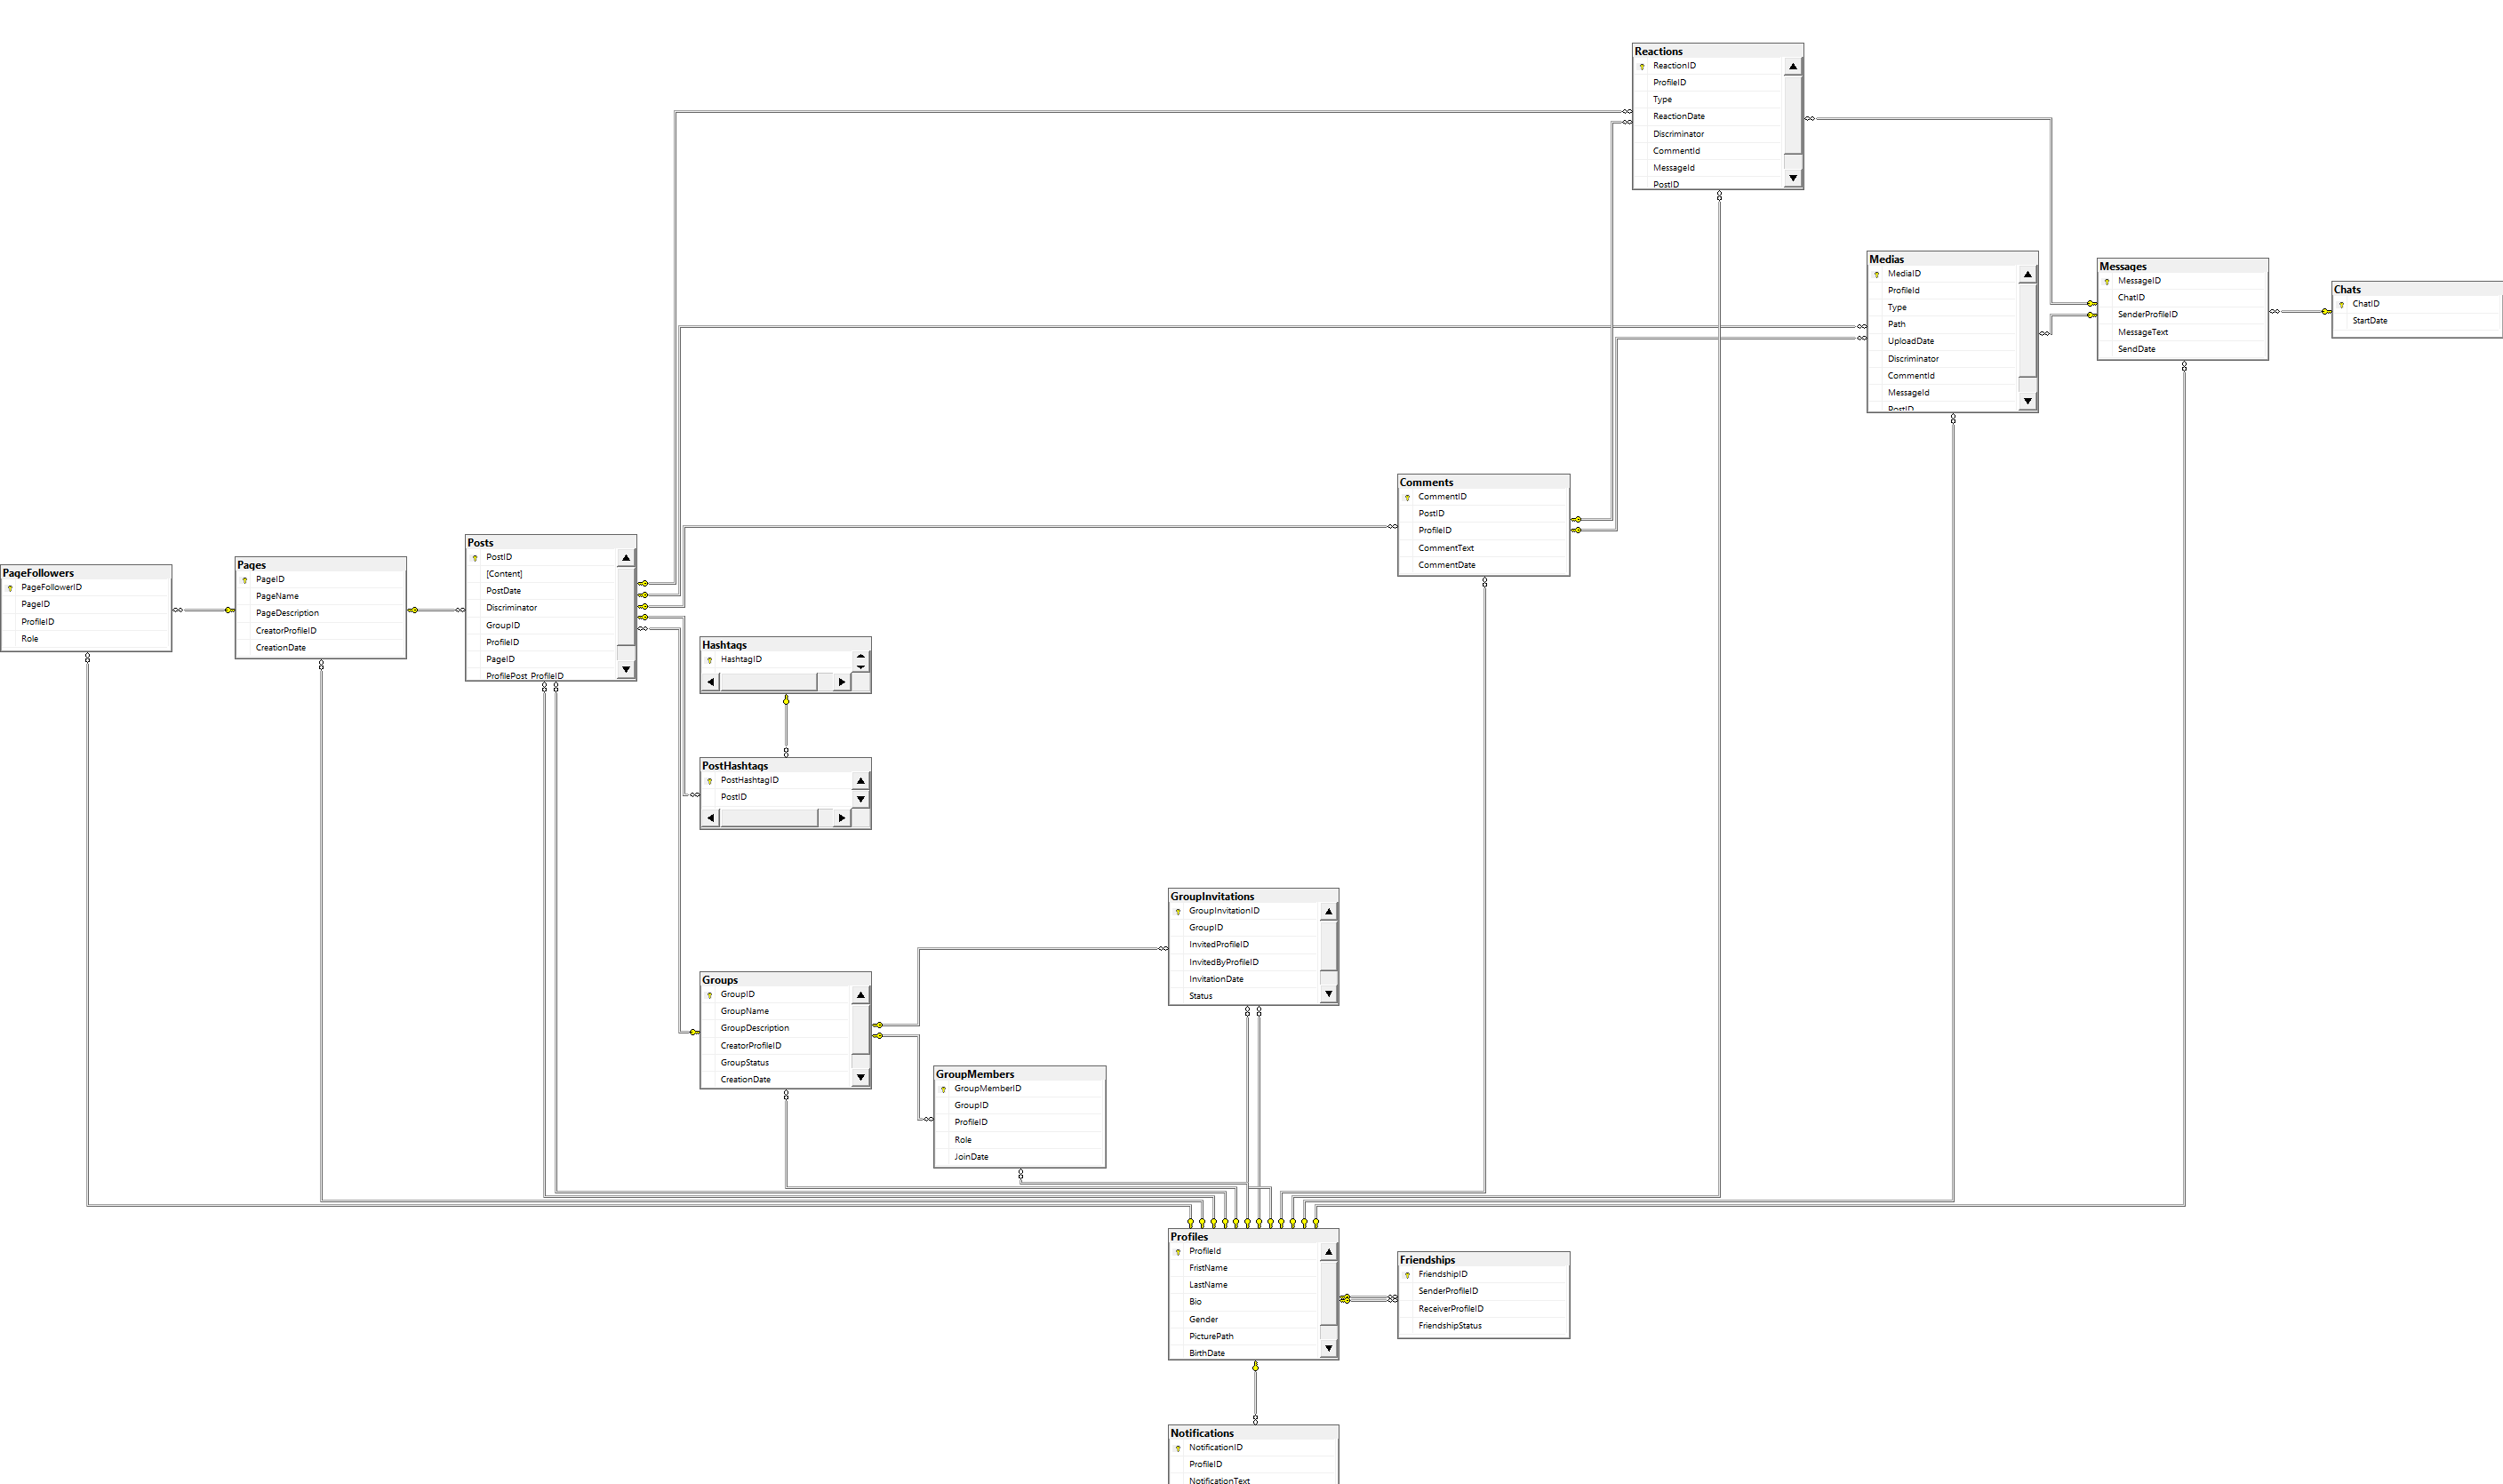 Reactions
ReactionID
ProfileID
Type
ReactionDate
Discriminator
CommentId
MessageId
PostID
Medias
MediaID
ProfileId
Type
Path
UploadDate
Discriminator
CommentId
MessageId
PostID
Messages
MessageID
ChatID
SenderProfileID
MessageText
SendDate
Chats
ChatID
StartDate
Comments
CommentID
PostID
ProfileID
CommentText
CommentDate
PageFollowers
PageFollowerID
PageID
ProfileID
Role
Pages
PageID
PageName
PageDescription
CreatorProfileID
CreationDate
Posts
PostID
[Content]
PostDate
Discriminator
GroupID
ProfileID
PageID
ProfilePost_ProfileID
Hashtags
HashtagID
PostHashtags
PostHashtagID
PostID
GroupInvitations
GroupInvitationID
GroupID
InvitedProfileID
InvitedByProfileID
InvitationDate
Status
Groups
GroupID
GroupName
GroupDescription
CreatorProfileID
GroupStatus
CreationDate
GroupMembers
GroupMemberID
GroupID
ProfileID
Role
JoinDate
Profiles
ProfileId
FristName
LastName
Bio
Gender
PicturePath
BirthDate
Friendships
FriendshipID
SenderProfileID
ReceiverProfileID
FriendshipStatus
Notifications
NotificationID
ProfileID
NotificationText